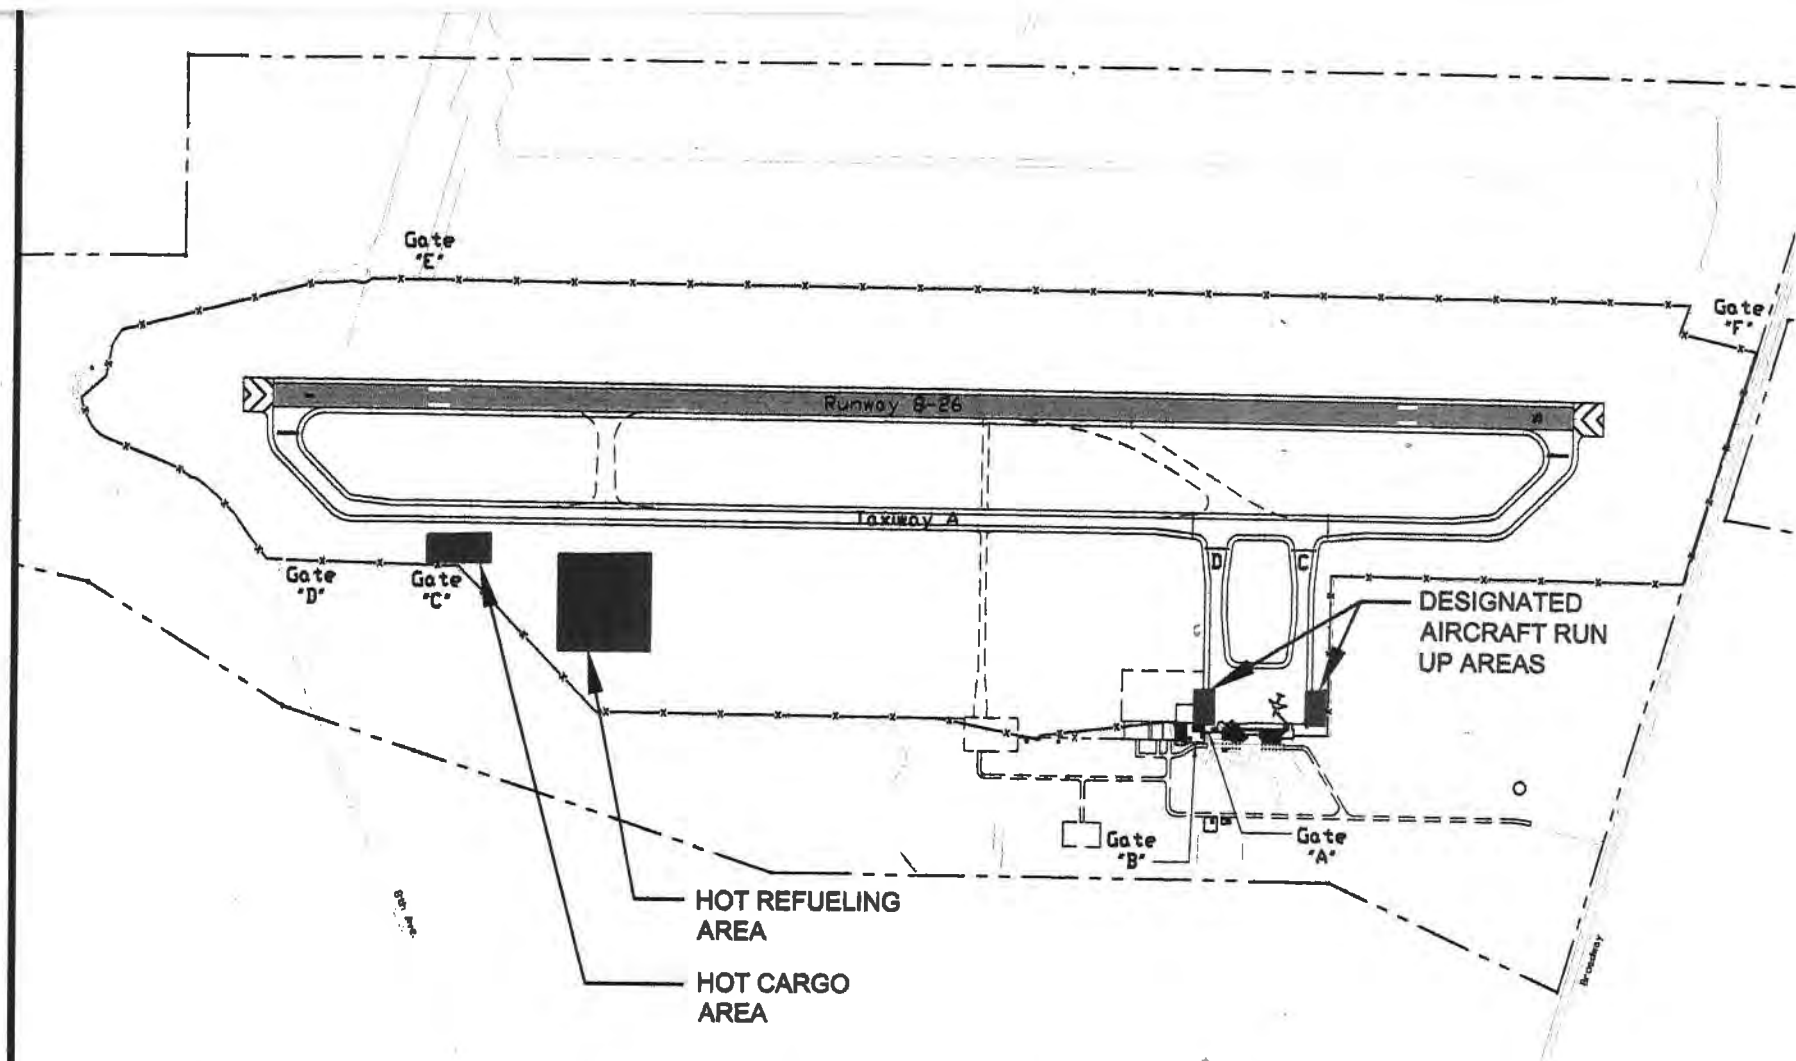 Gate
"E"
Gate
"F"
Runway 8-26
Taxiway A
D
C
Gate
"D"
Gate
"C"
DESIGNATED
AIRCRAFT RUN
UP AREAS
Gate
"B"
Gate
"A"
HOT REFUELING
AREA
HOT CARGO
AREA
Broadway